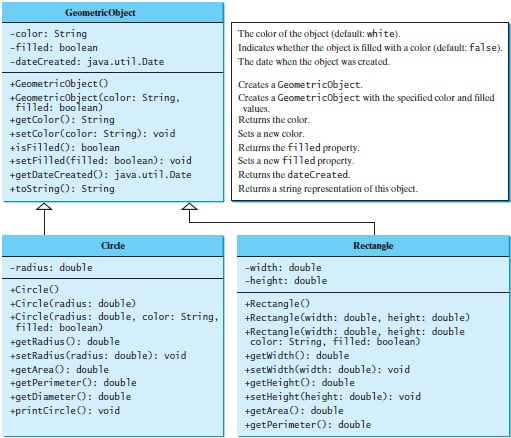 GeometricObject
-color: String
-filled: boolean
-dateCreated: java.util.Date
+GeometricObject()
+GeometricObject(color: String,
filled: boolean)
+getColor(): String
+setColor(color: String): void
+isFilled(): boolean
+setFilled(filled: boolean): void
+getDateCreated(): java.util.Date
+toString(): String
The color of the object (default: white).
Indicates whether the object is filled with a color (default: false).
The date when the object was created.
Creates a GeometricObject.
Creates a GeometricObject with the specified color and filled
values.
Returns the color.
Sets a new color.
Returns the filled property.
Sets a new filled property.
Returns the dateCreated.
Returns a string representation of this object.
Circle
-radius: double
+Circle()
+Circle(radius: double)
+Circle(radius: double, color: String,
filled: boolean)
+getRadius(): double
+setRadius(radius: double): void
+getArea(): double
+getPerimeter(): double
+getDiameter(): double
+printCircle(): void
Rectangle
-width: double
-height: double
+Rectangle()
+Rectangle(width: double, height: double)
+Rectangle(width: double, height: double
color: String, filled: boolean)
+getWidth(): double
+setWidth(width: double): void
+getHeight(): double
+setHeight(height: double): void
+getArea(): double
+getPerimeter(): double